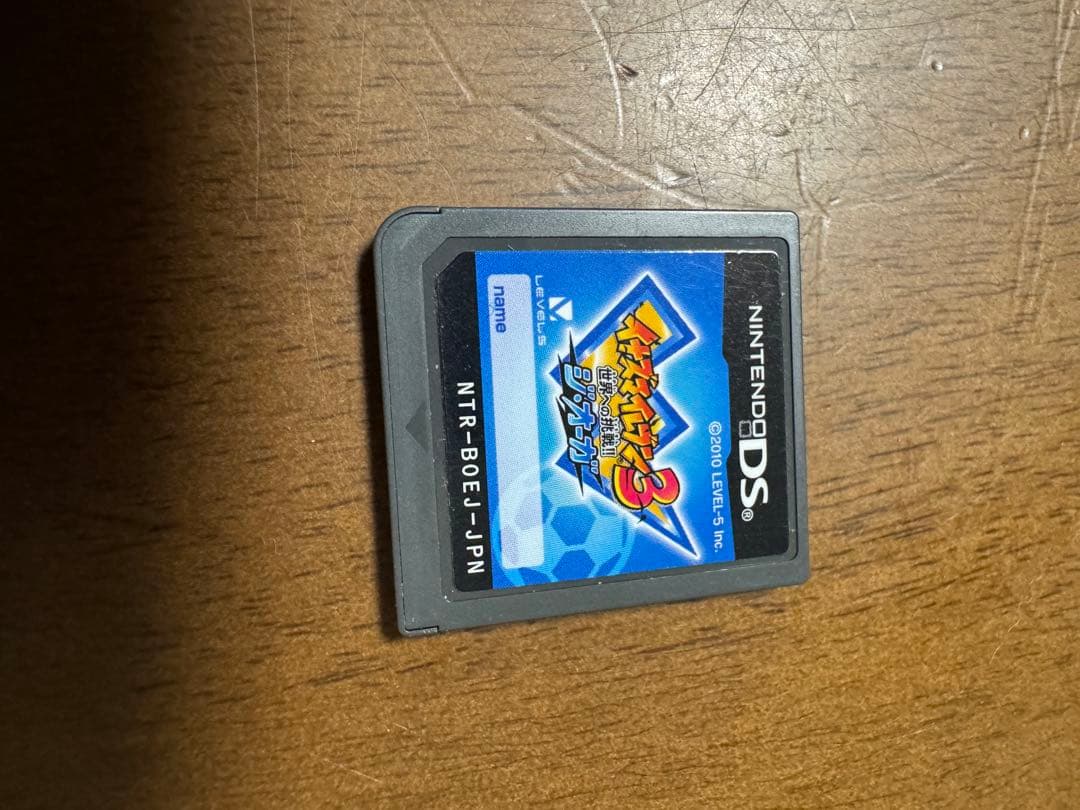 NINTENDO DS®
©2010 LEVEL-5 Inc.
イナズマイレブン3
世界への挑戦!!
ジ・オーガ
LEVEL5
name
NTR-B0EJ-JPN